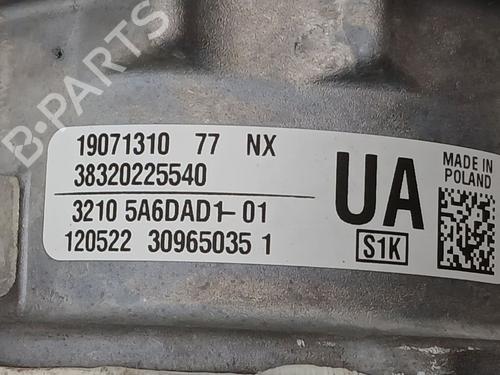 19071310 77 NX
38320225540
3210 5A6DAD1-01
120522 30965035 1
UA
S1K
MADE IN
POLAND
B-PARTS